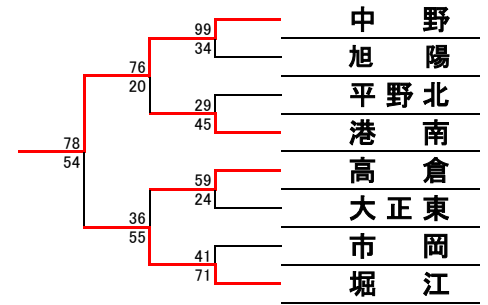 99 中野
34 旭陽
76
20
29 平野北
45 港南
78
54
59 高倉
24 大正東
36
55
41 市岡
71 堀江